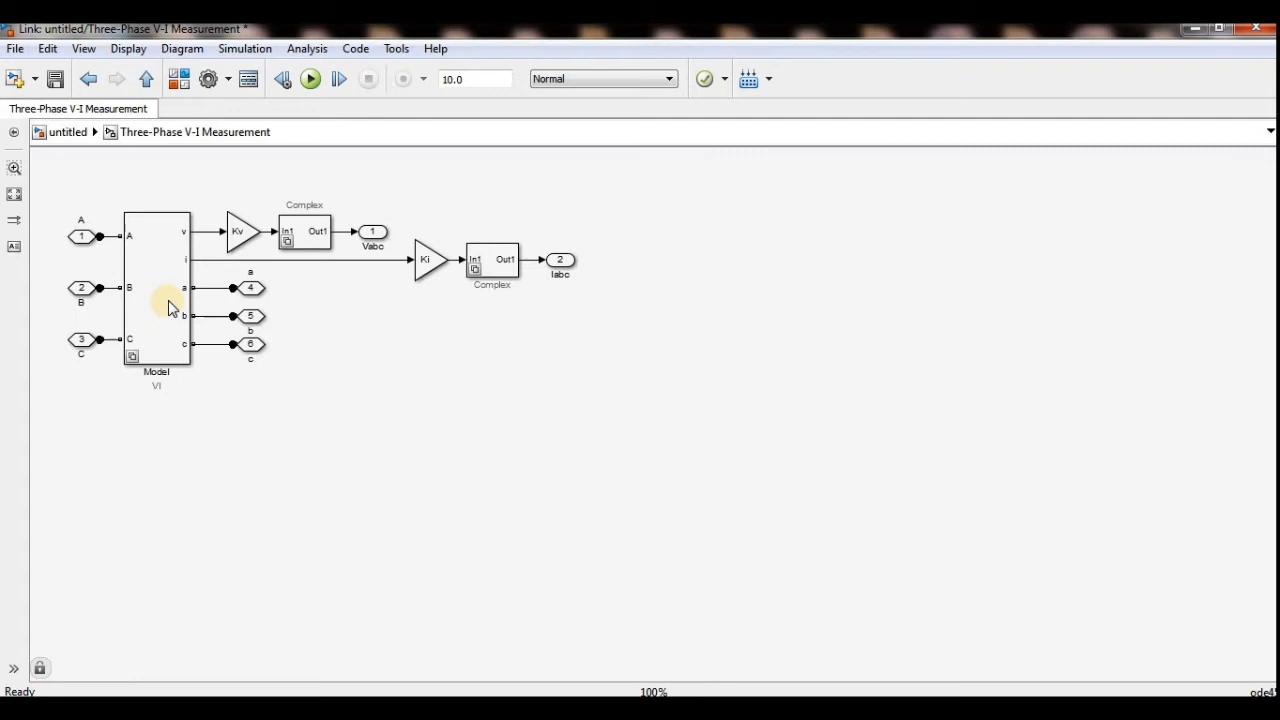 Link: untitled/Three-Phase V-I Measurement *
File Edit View Display Diagram Simulation Analysis Code Tools Help
10.0 Normal
Three-Phase V-I Measurement
untitled Three-Phase V-I Measurement
Complex
A
1 A v Kv In1 Out1 1
Vabc
i Ki In1 Out1 2
Iabc
Complex
a
2 B a 4
B
b 5
b
3 C c 6
C
c
Model
VI
Ready 100% ode4